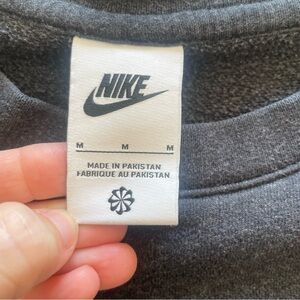 NIKE
M M M
MADE IN PAKISTAN
FABRIQUE AU PAKISTAN